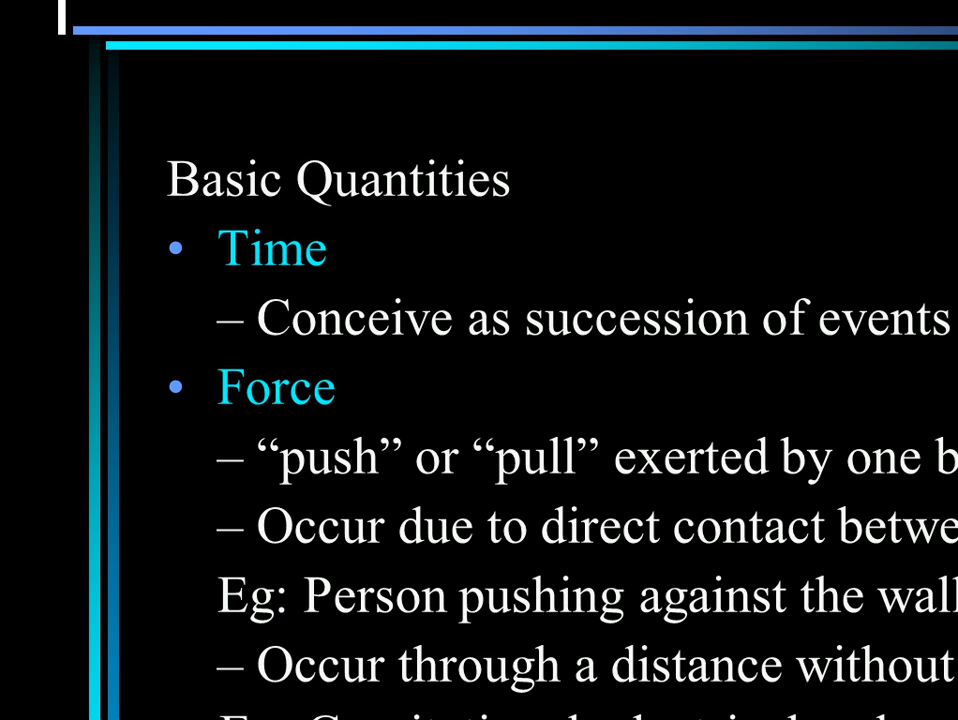 Basic Quantities
• Time
– Conceive as succession of events
• Force
– “push” or “pull” exerted by one b
– Occur due to direct contact betwe
Eg: Person pushing against the wall
– Occur through a distance without